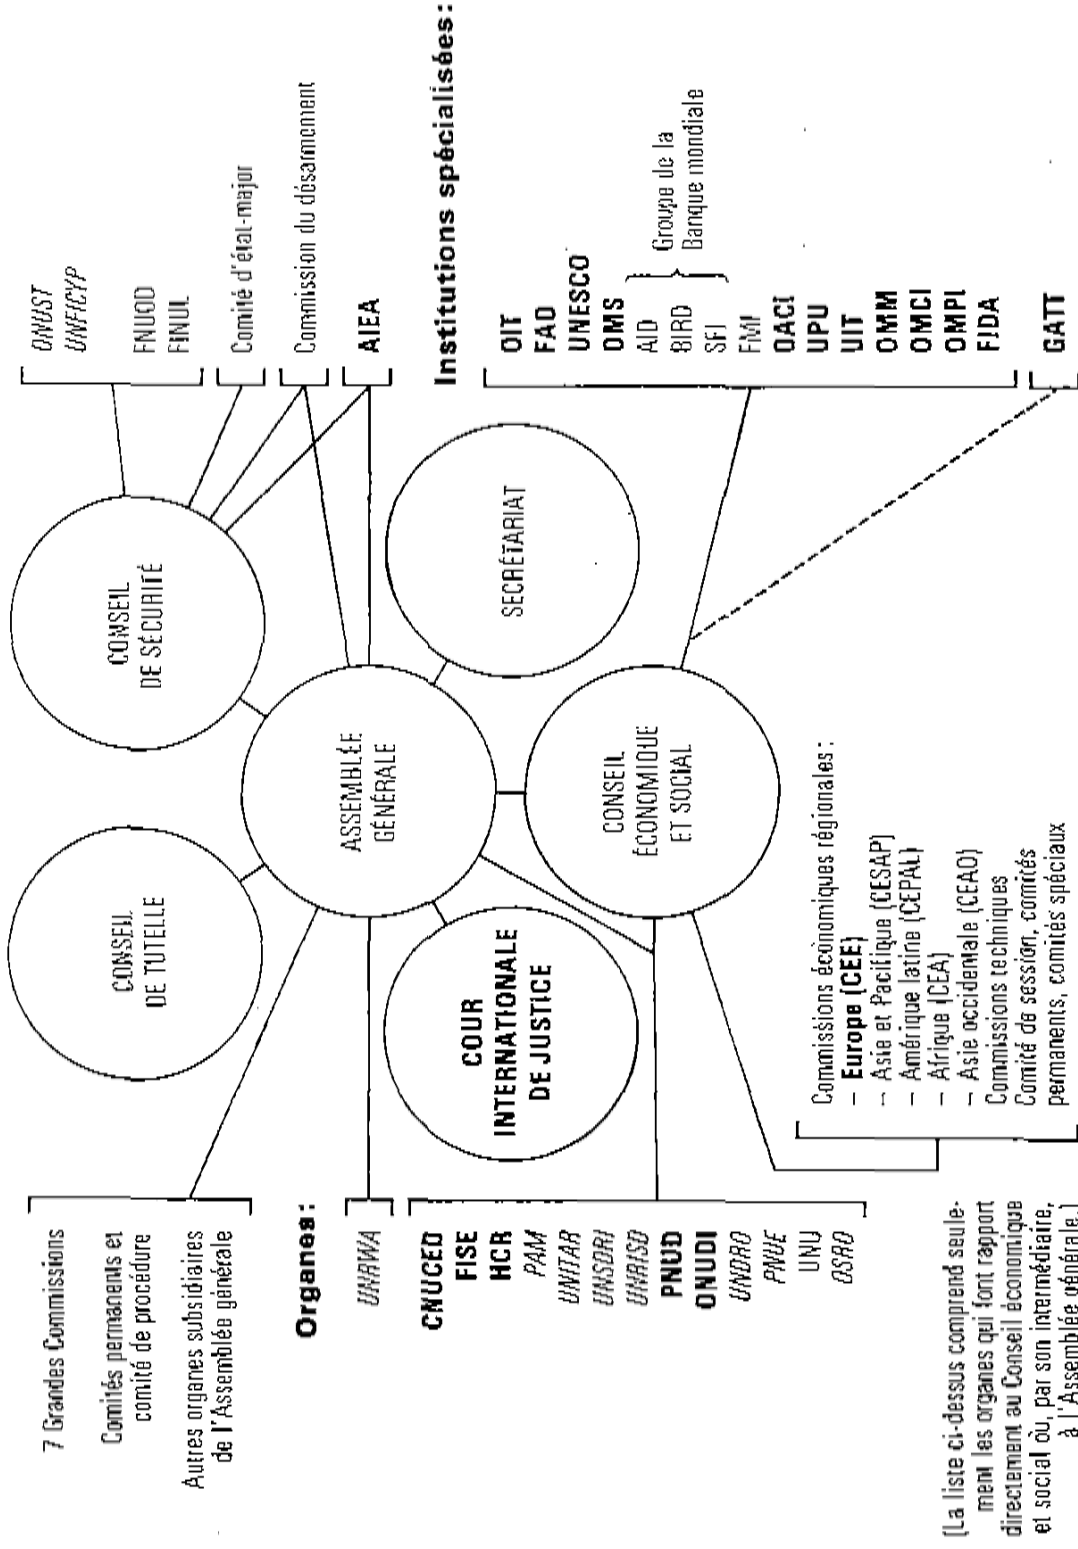 7 Grandes Commissions
Comités permanents et
comité de procédure
Autres organes subsidiaires
de l'Assemblée générale
Organes:
UNRWA
CNUCED
FISE
HCR
PAM
UNITAR
UNSDRI
UNRISD
PNUD
ONUDI
UNDRO
PNUE
UNU
OSRO
(La liste ci-dessus comprend seule-
ment les organes qui font rapport
directement au Conseil économique
et social ou, par son intermédiaire,
à l'Assemblée générale.)
CONSEIL
DE TUTELLE
CONSEIL
DE SÉCURITÉ
ASSEMBLÉE
GÉNÉRALE
COUR
INTERNATIONALE
DE JUSTICE
SECRÉTARIAT
CONSEIL
ÉCONOMIQUE
ET SOCIAL
Commissions économiques régionales:
– Europe (CEE)
– Asie et Pacifique (CESAP)
– Amérique latine (CEPAL)
– Afrique (CEA)
– Asie occidentale (CEAO)
Commissions techniques
Comité de session, comités
permanents, comités spéciaux
ONUST
UNFICYP
FNUOD
FINUL
Comité d'état-major
Commission du désarmement
AIEA
Institutions spécialisées:
OIT
FAO
UNESCO
OMS
AID
BIRD
SFI
Groupe de la
Banque mondiale
FMI
OACI
UPU
UIT
OMM
OMCI
OMPI
FIDA
GATT